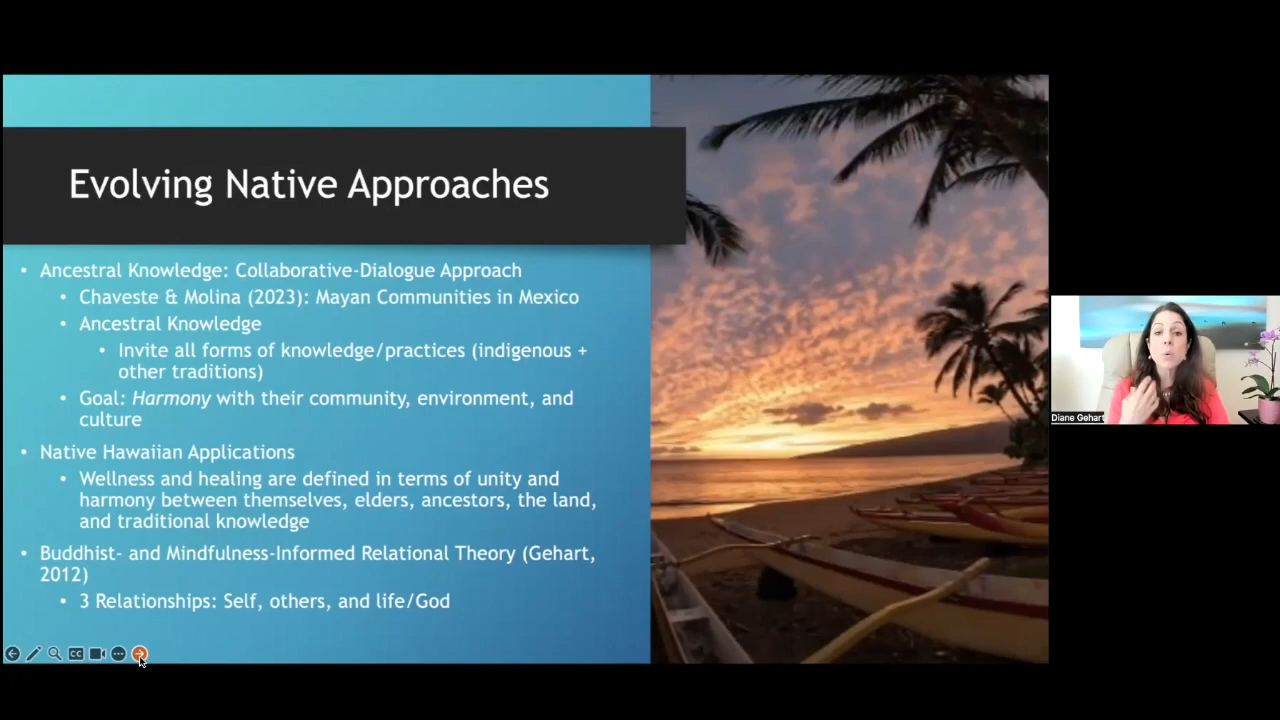 Evolving Native Approaches
• Ancestral Knowledge: Collaborative-Dialogue Approach
• Chaveste & Molina (2023): Mayan Communities in Mexico
• Ancestral Knowledge
• Invite all forms of knowledge/practices (indigenous +
other traditions)
• Goal: Harmony with their community, environment, and
culture
• Native Hawaiian Applications
• Wellness and healing are defined in terms of unity and
harmony between themselves, elders, ancestors, the land,
and traditional knowledge
• Buddhist- and Mindfulness-Informed Relational Theory (Gehart,
2012)
• 3 Relationships: Self, others, and life/God
CC
Diane Gehart